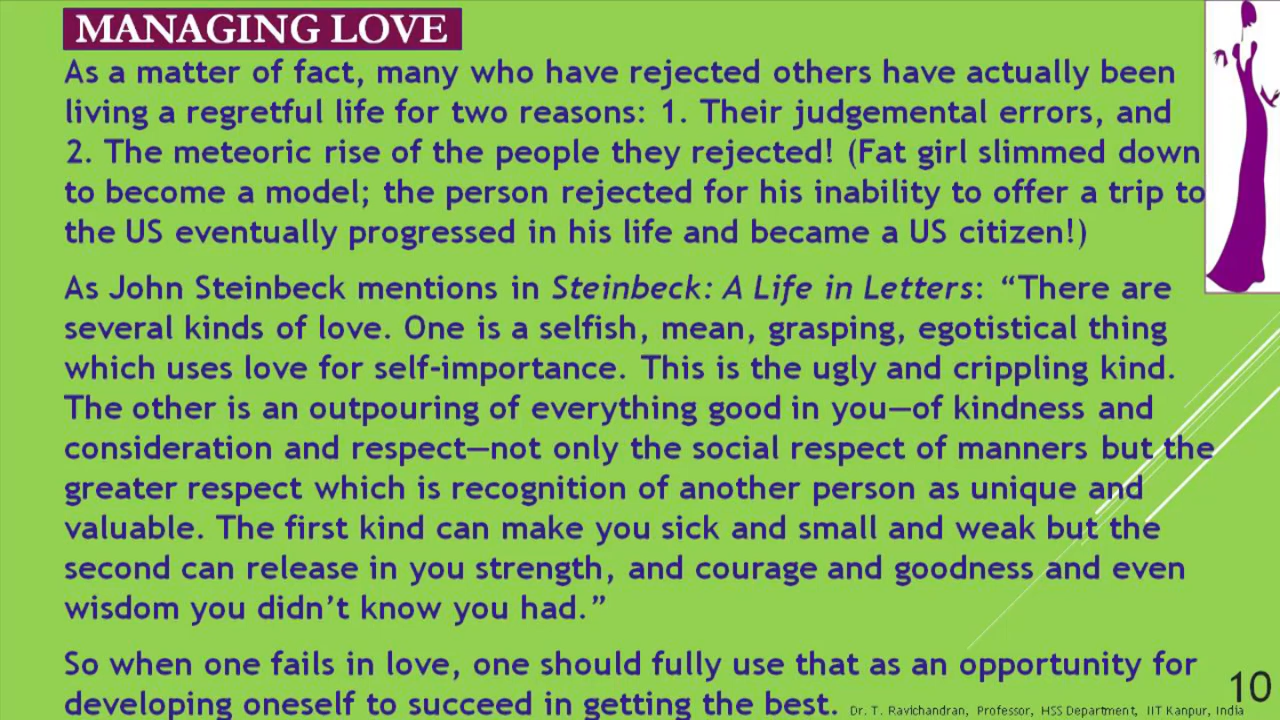 MANAGING LOVE
As a matter of fact, many who have rejected others have actually been
living a regretful life for two reasons: 1. Their judgemental errors, and
2. The meteoric rise of the people they rejected! (Fat girl slimmed down
to become a model; the person rejected for his inability to offer a trip to
the US eventually progressed in his life and became a US citizen!)
As John Steinbeck mentions in Steinbeck: A Life in Letters: “There are
several kinds of love. One is a selfish, mean, grasping, egotistical thing
which uses love for self-importance. This is the ugly and crippling kind.
The other is an outpouring of everything good in you—of kindness and
consideration and respect—not only the social respect of manners but the
greater respect which is recognition of another person as unique and
valuable. The first kind can make you sick and small and weak but the
second can release in you strength, and courage and goodness and even
wisdom you didn’t know you had.”
So when one fails in love, one should fully use that as an opportunity for
developing oneself to succeed in getting the best.
Dr. T. Ravichandran, Professor, HSS Department, IIT Kanpur, India
10